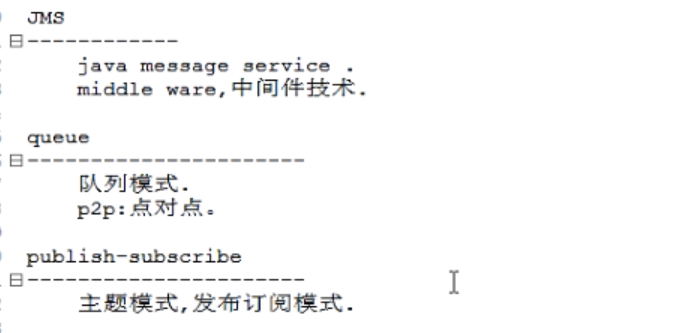 JMS
------------
java message service .
middle ware,中间件技术.
queue
----------------------
队列模式.
p2p:点对点。
publish-subscribe
----------------------
主题模式,发布订阅模式.